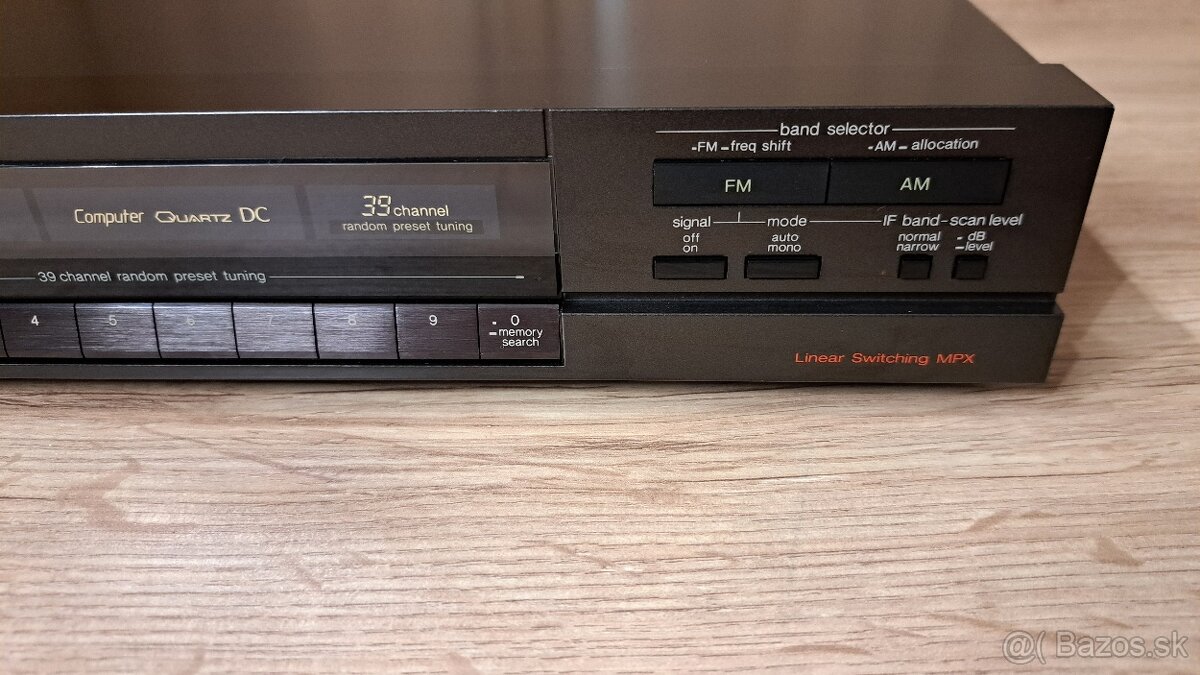 band selector
-FM - freq shift
-AM - allocation
FM
AM
Computer QUARTZ DC
39 channel
random preset tuning
signal
mode
IF band-scan level
off
on
auto
mono
normal
narrow
- dB
- level
39 channel random preset tuning
4
5
6
7
8
9
0
memory
search
Linear Switching MPX
@( Bazos.sk